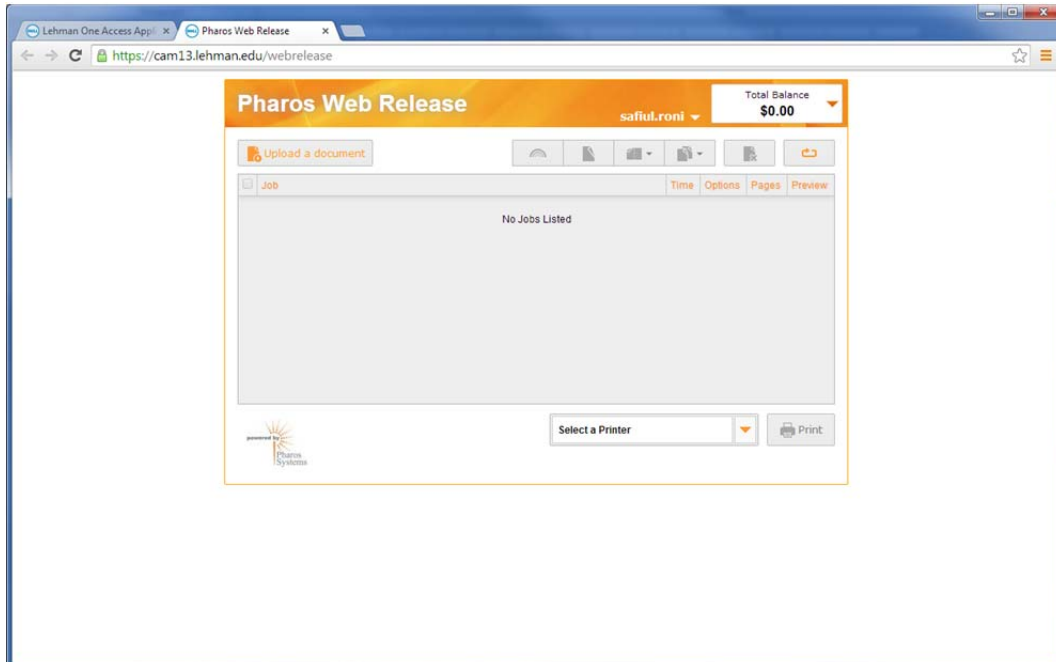 Lehman One Access Appli
Pharos Web Release
https://cam13.lehman.edu/webrelease
Pharos Web Release
safiul.roni
Total Balance
$0.00
Upload a document
Job Time Options Pages Preview
No Jobs Listed
powered by
Pharos
Systems
Select a Printer
Print